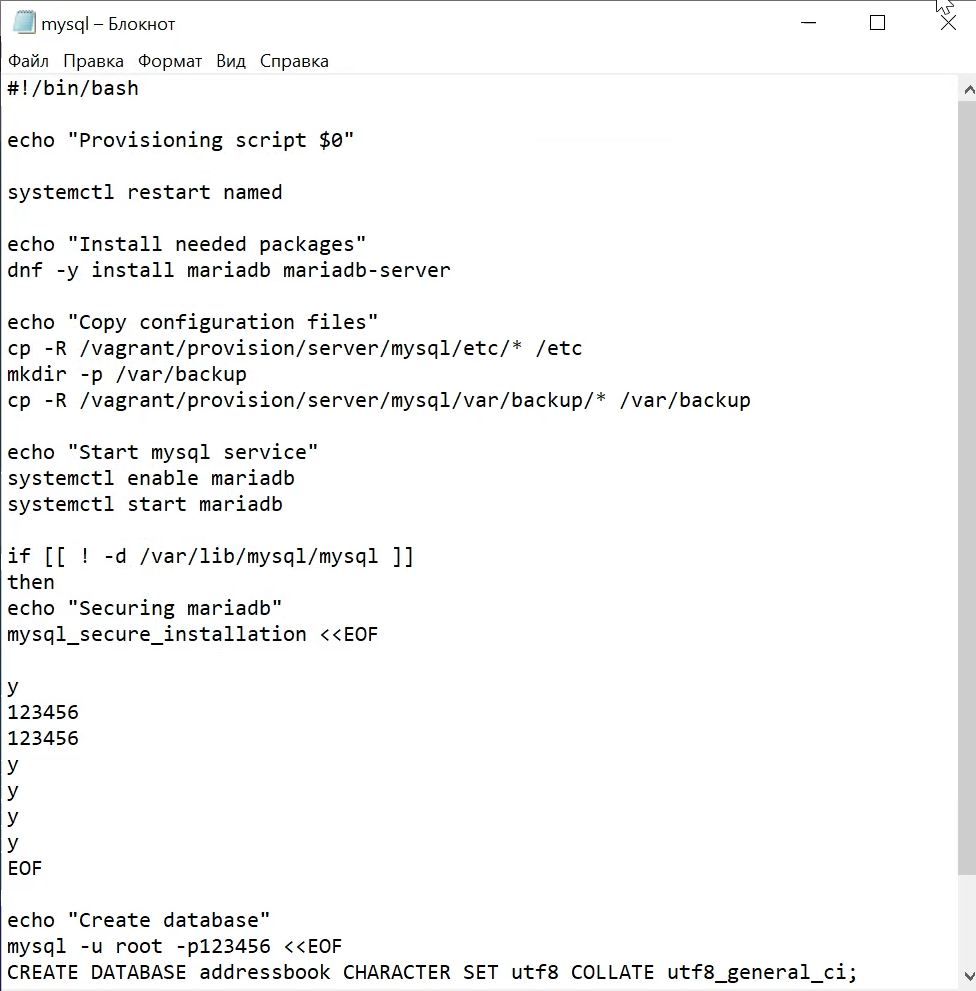 mysql – Блокнот
Файл Правка Формат Вид Справка
#!/bin/bash
echo "Provisioning script $0"
systemctl restart named
echo "Install needed packages"
dnf -y install mariadb mariadb-server
echo "Copy configuration files"
cp -R /vagrant/provision/server/mysql/etc/* /etc
mkdir -p /var/backup
cp -R /vagrant/provision/server/mysql/var/backup/* /var/backup
echo "Start mysql service"
systemctl enable mariadb
systemctl start mariadb
if [[ ! -d /var/lib/mysql/mysql ]]
then
echo "Securing mariadb"
mysql_secure_installation <<EOF
y
123456
123456
y
y
y
y
EOF
echo "Create database"
mysql -u root -p123456 <<EOF
CREATE DATABASE addressbook CHARACTER SET utf8 COLLATE utf8_general_ci;